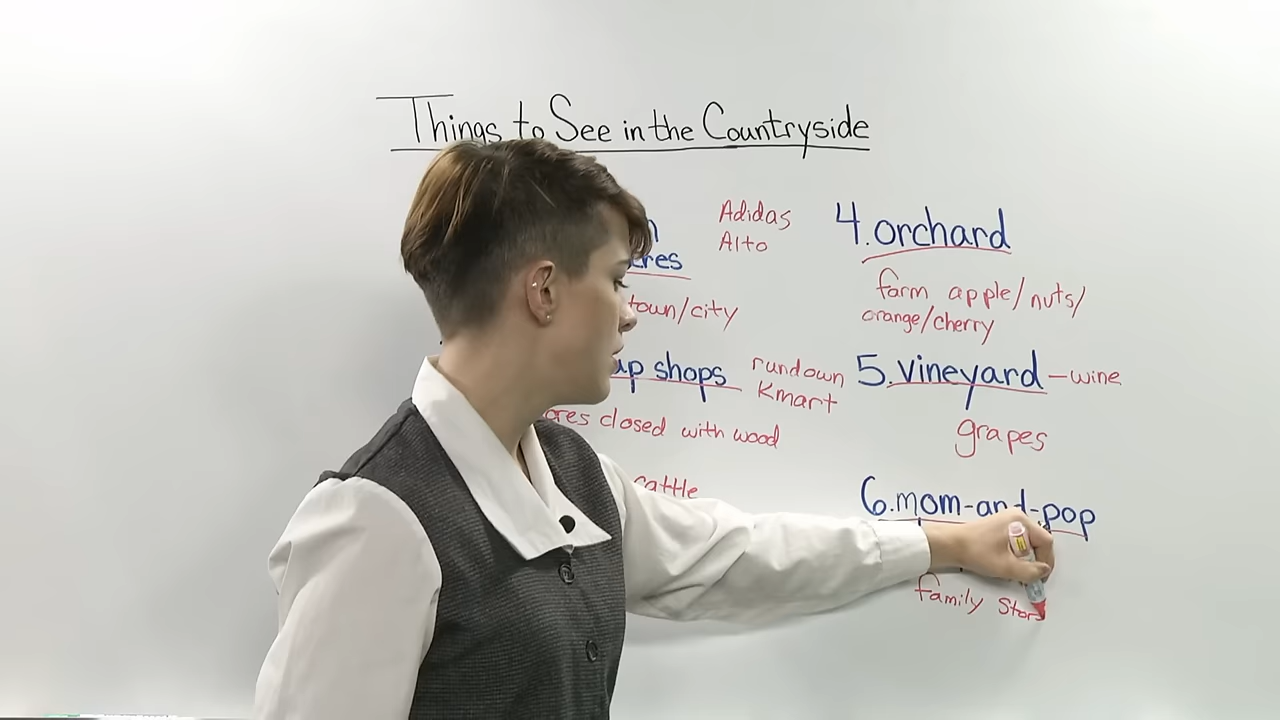 Things to See in the Countryside
Adidas
Alto
town/city
shops
rundown
Kmart
closed with wood
cattle
4. orchard
farm apple/nuts/
orange/cherry
5. vineyard - wine
grapes
6. mom-and-pop
family